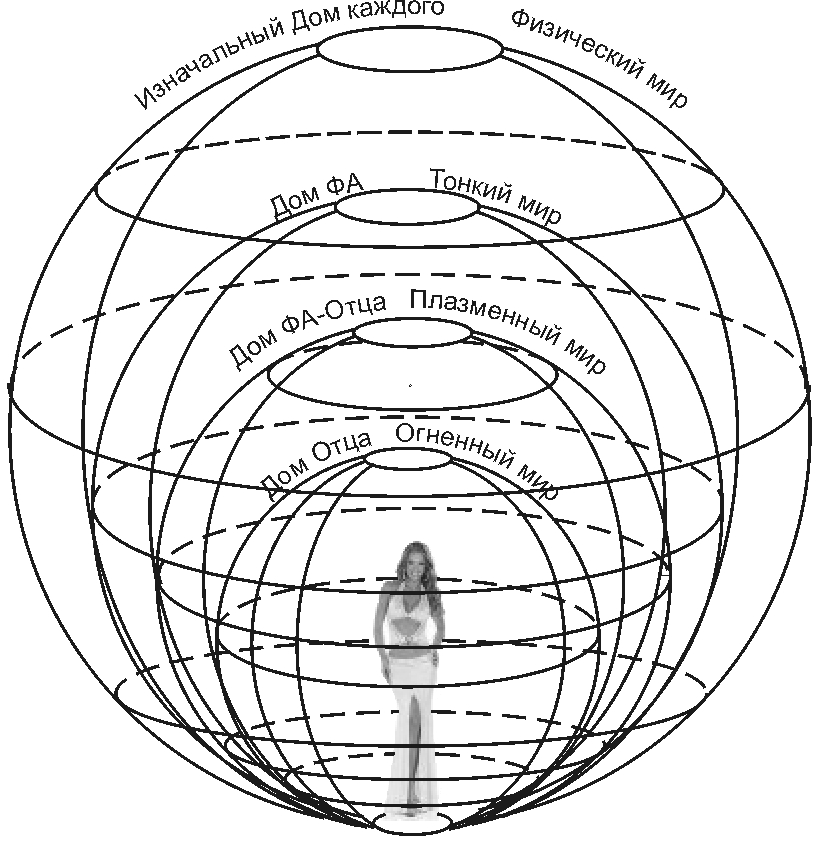 Изначальный Дом каждого
Физический мир
Дом ФА
Тонкий мир
Дом ФА-Отца
Плазменный мир
Дом Отца
Огненный мир